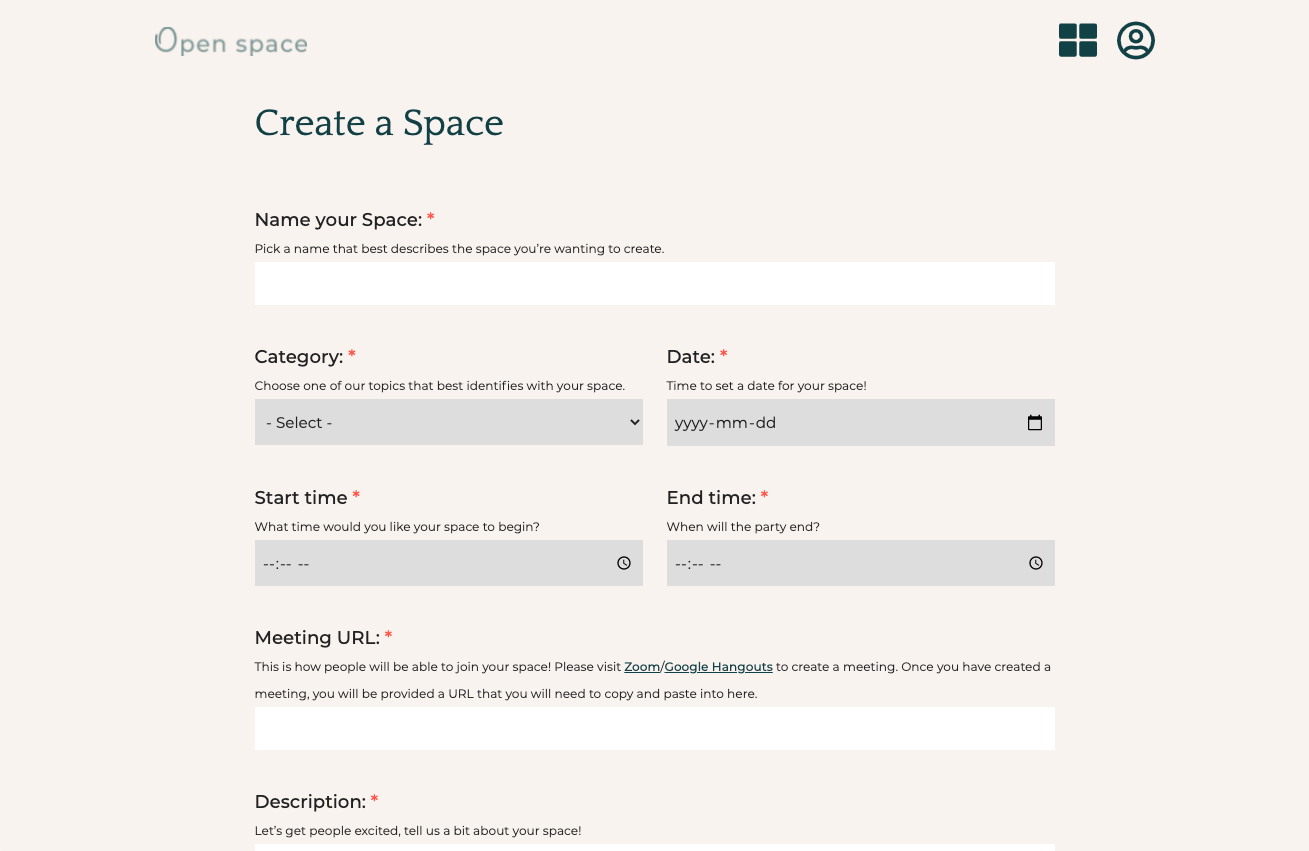 Open space
Create a Space
Name your Space: *
Pick a name that best describes the space you’re wanting to create.
Category: *
Choose one of our topics that best identifies with your space.
- Select -
Date: *
Time to set a date for your space!
yyyy-mm-dd
Start time *
What time would you like your space to begin?
--:-- --
End time: *
When will the party end?
--:-- --
Meeting URL: *
This is how people will be able to join your space! Please visit Zoom/Google Hangouts to create a meeting. Once you have created a
meeting, you will be provided a URL that you will need to copy and paste into here.
Description: *
Let’s get people excited, tell us a bit about your space!